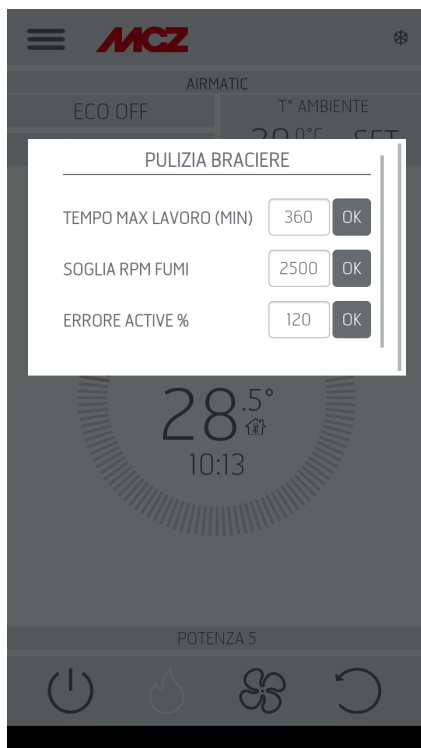 MCZ
AIRMATIC
ECO OFF
T° AMBIENTE
SET
PULIZIA BRACIERE
TEMPO MAX LAVORO (MIN) 360 OK
SOGLIA RPM FUMI 2500 OK
ERRORE ACTIVE % 120 OK
28.5°
10:13
POTENZA 5